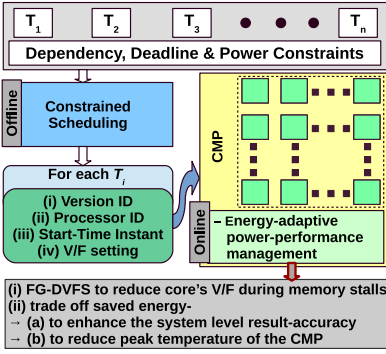 T1 T2 T3 Tn
Dependency, Deadline & Power Constraints
Offline
Constrained
Scheduling
For each Ti
(i) Version ID
(ii) Processor ID
(iii) Start-Time Instant
(iv) V/F setting
CMP
Online
– Energy-adaptive
power-performance
management
(i) FG-DVFS to reduce core's V/F during memory stalls
(ii) trade off saved energy-
→ (a) to enhance the system level result-accuracy
→ (b) to reduce peak temperature of the CMP